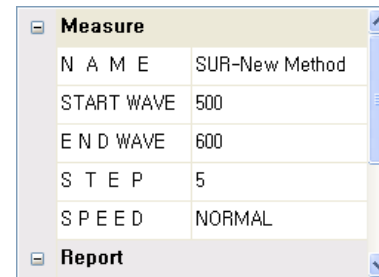 Measure
N A M E SUR-New Method
START WAVE 500
E N D WAVE 600
S T E P 5
S P E E D NORMAL
Report